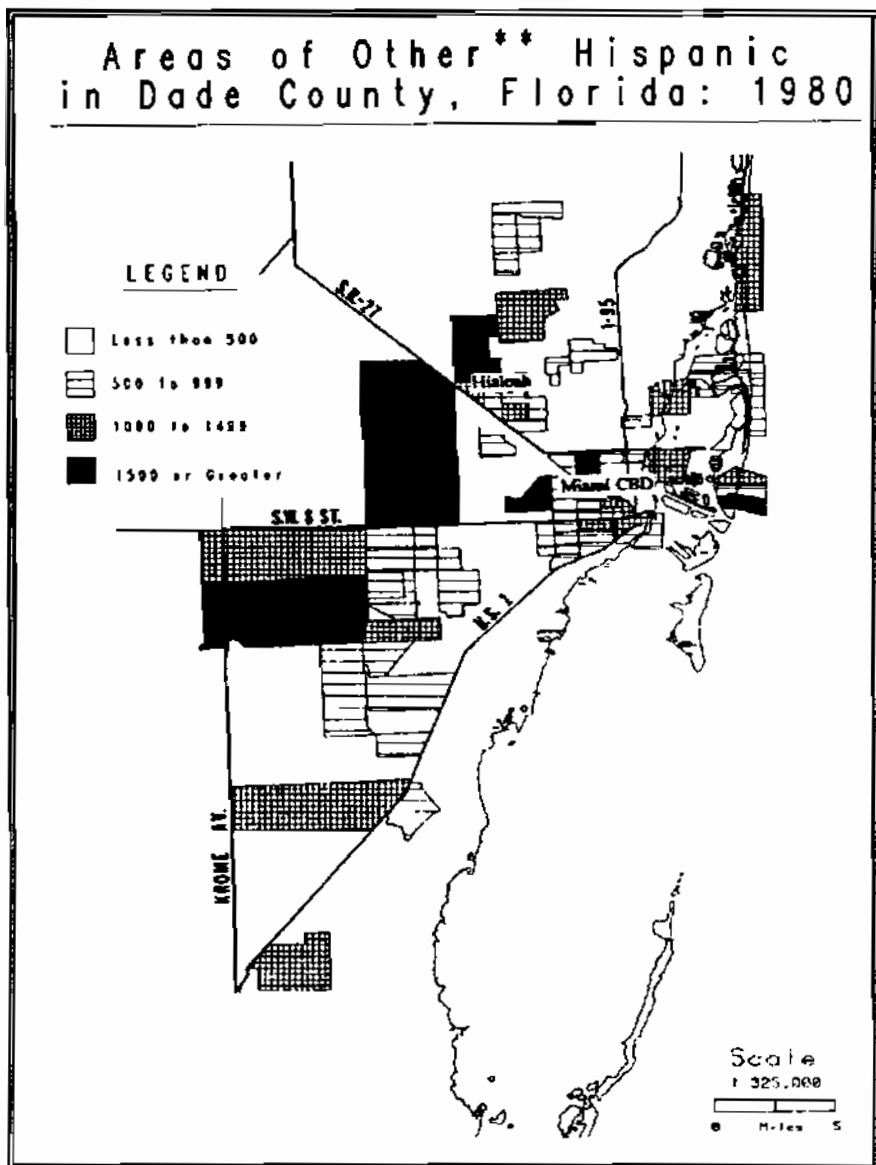 Areas of Other** Hispanic
in Dade County, Florida: 1980
LEGEND
Less than 500
500 to 999
1000 to 1499
1500 or Greater
S.R.-27
I-95
Hialeah
Miami CBD
S.W. 8 ST.
U.S. 1
KROME AV.
Scale
1:325,000
0 Miles 5